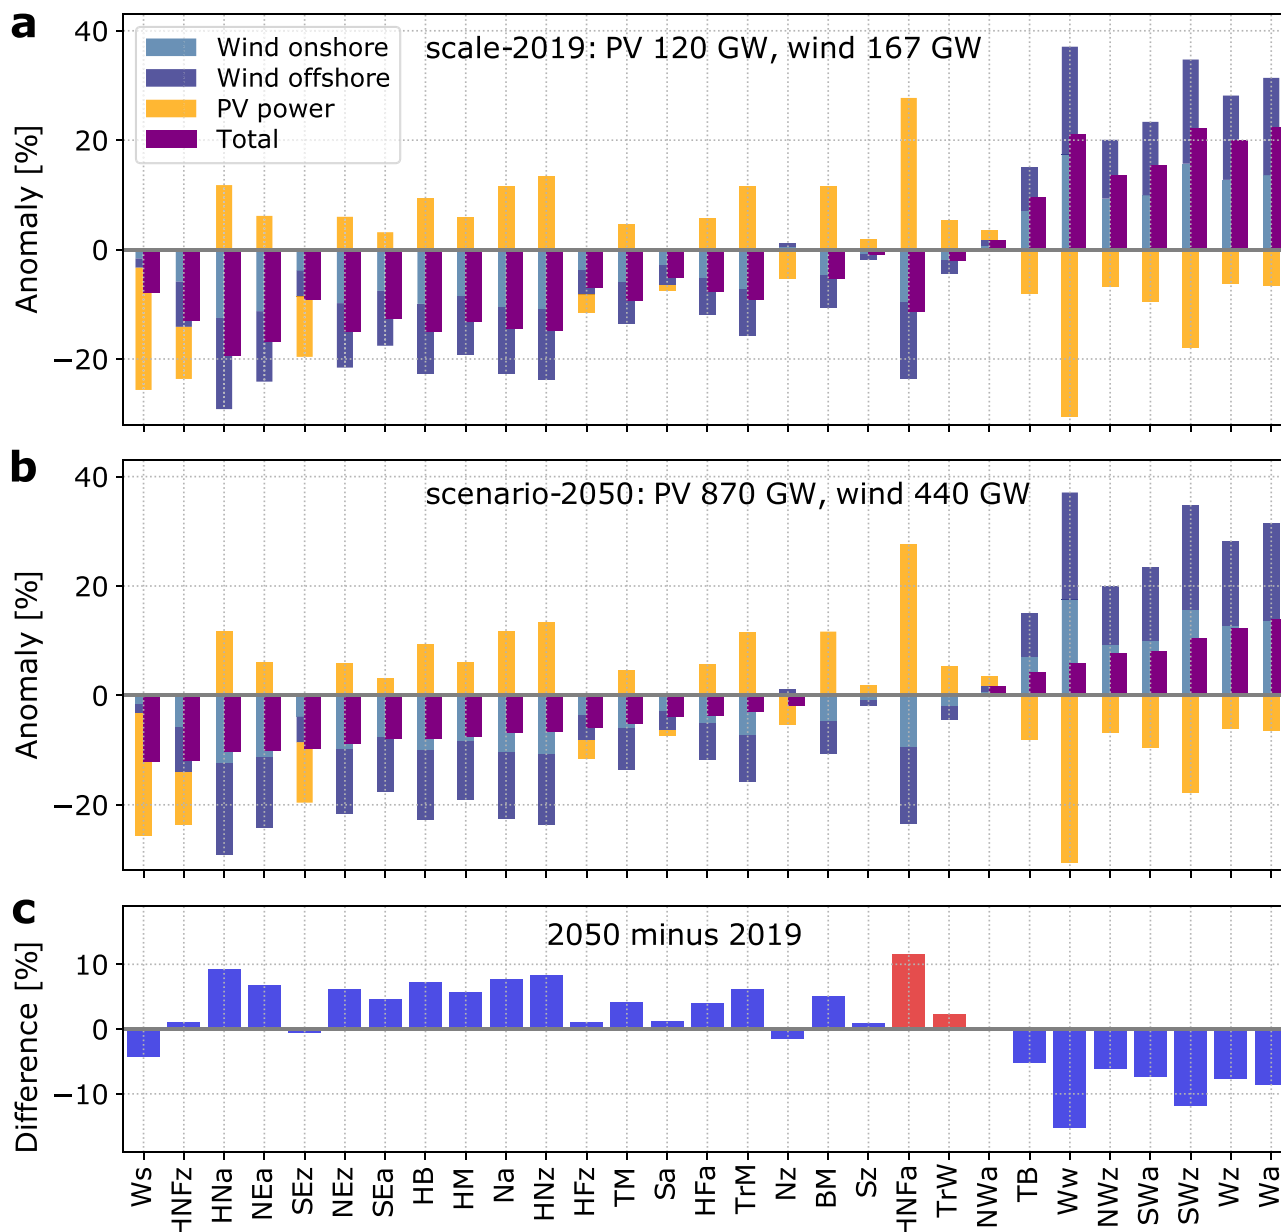 a
40
20
0
−20
Anomaly [%]
Wind onshore
Wind offshore
PV power
Total
scale-2019: PV 120 GW, wind 167 GW
b
40
20
0
−20
Anomaly [%]
scenario-2050: PV 870 GW, wind 440 GW
c
10
0
−10
Difference [%]
2050 minus 2019
Ws HNFz HNa NEa SEz NEz SEa HB HM Na HNz HFz TM Sa HFa TrM Nz BM Sz HNFa TrW NWa TB Ww NWz SWa SWz Wz Wa